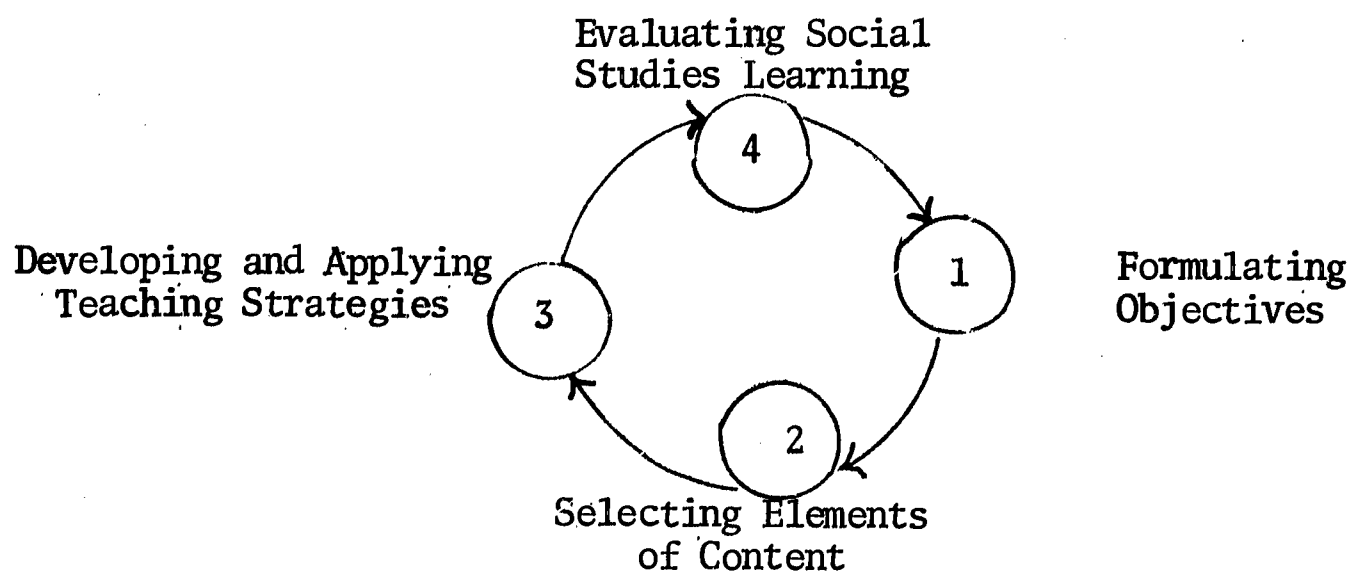 Evaluating Social
Studies Learning
4
1
Formulating
Objectives
Developing and Applying
Teaching Strategies
3
2
Selecting Elements
of Content